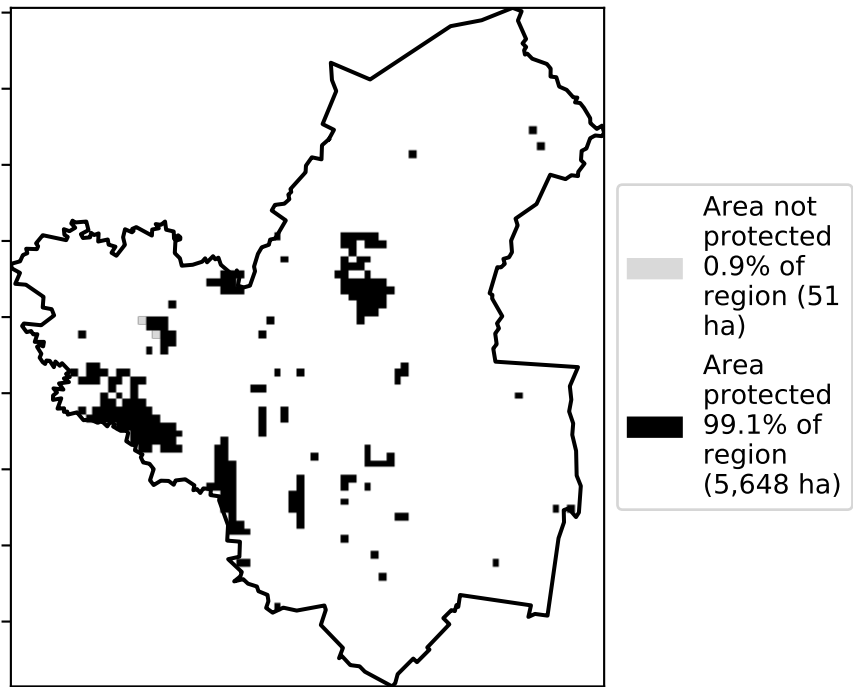 Area not
protected
0.9% of
region (51
ha)
Area
protected
99.1% of
region
(5,648 ha)